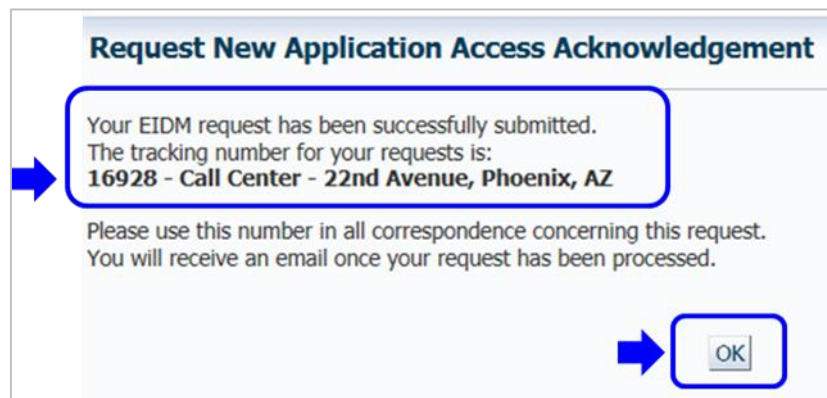 Request New Application Access Acknowledgement
Your EIDM request has been successfully submitted.
The tracking number for your requests is:
16928 - Call Center - 22nd Avenue, Phoenix, AZ
Please use this number in all correspondence concerning this request.
You will receive an email once your request has been processed.
OK